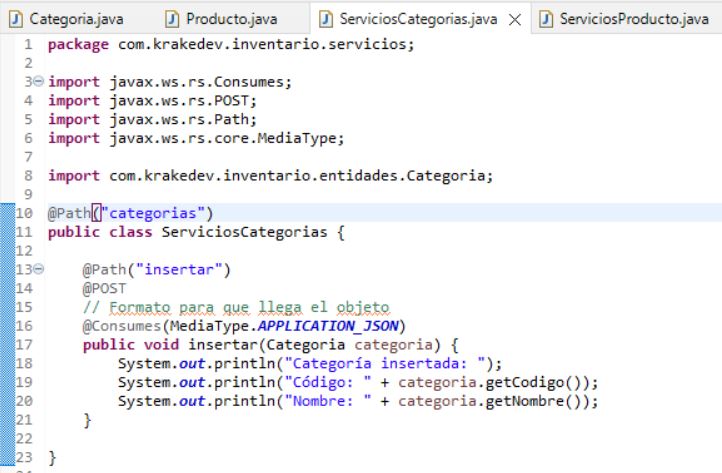 Categoria.java Producto.java ServiciosCategorias.java ServiciosProducto.java
1 package com.krakedev.inventario.servicios;
2
3 import javax.ws.rs.Consumes;
4 import javax.ws.rs.POST;
5 import javax.ws.rs.Path;
6 import javax.ws.rs.core.MediaType;
7
8 import com.krakedev.inventario.entidades.Categoria;
9
10 @Path("categorias")
11 public class ServiciosCategorias {
12
13 @Path("insertar")
14 @POST
15 // Formato para que llega el objeto
16 @Consumes(MediaType.APPLICATION_JSON)
17 public void insertar(Categoria categoria) {
18 System.out.println("Categoría insertada: ");
19 System.out.println("Código: " + categoria.getCodigo());
20 System.out.println("Nombre: " + categoria.getNombre());
21 }
22
23 }